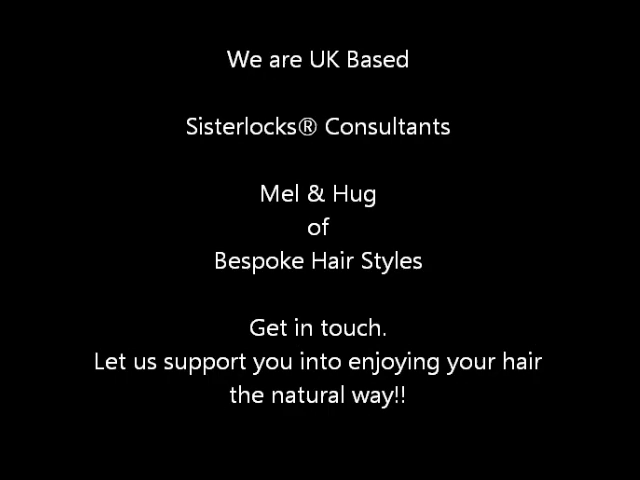 We are UK Based
Sisterlocks® Consultants
Mel & Hug
of
Bespoke Hair Styles
Get in touch.
Let us support you into enjoying your hair
the natural way!!